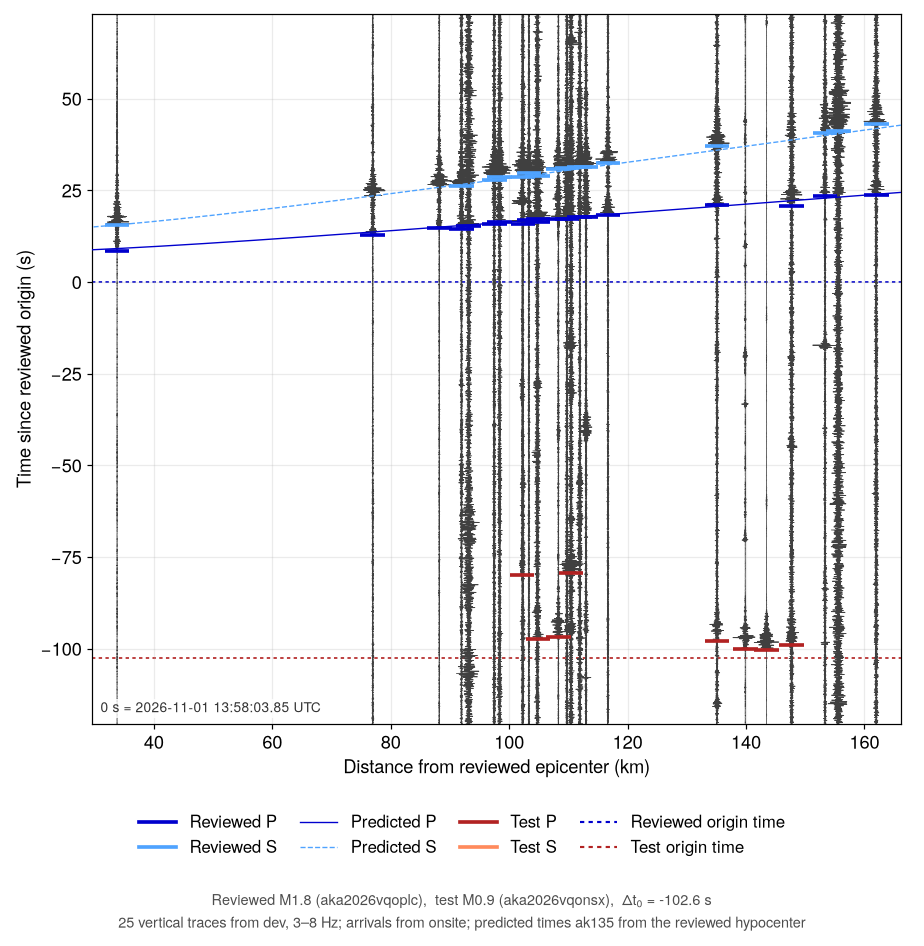 50
25
0
−25
−50
−75
−100
Time since reviewed origin (s)
0 s = 2026-11-01 13:58:03.85 UTC
40 60 80 100 120 140 160
Distance from reviewed epicenter (km)
Reviewed P Predicted P Test P Reviewed origin time
Reviewed S Predicted S Test S Test origin time
Reviewed M1.8 (aka2026vqoplc), test M0.9 (aka2026vqonsx), Δt₀ = -102.6 s
25 vertical traces from dev, 3–8 Hz; arrivals from onsite; predicted times ak135 from the reviewed hypocenter